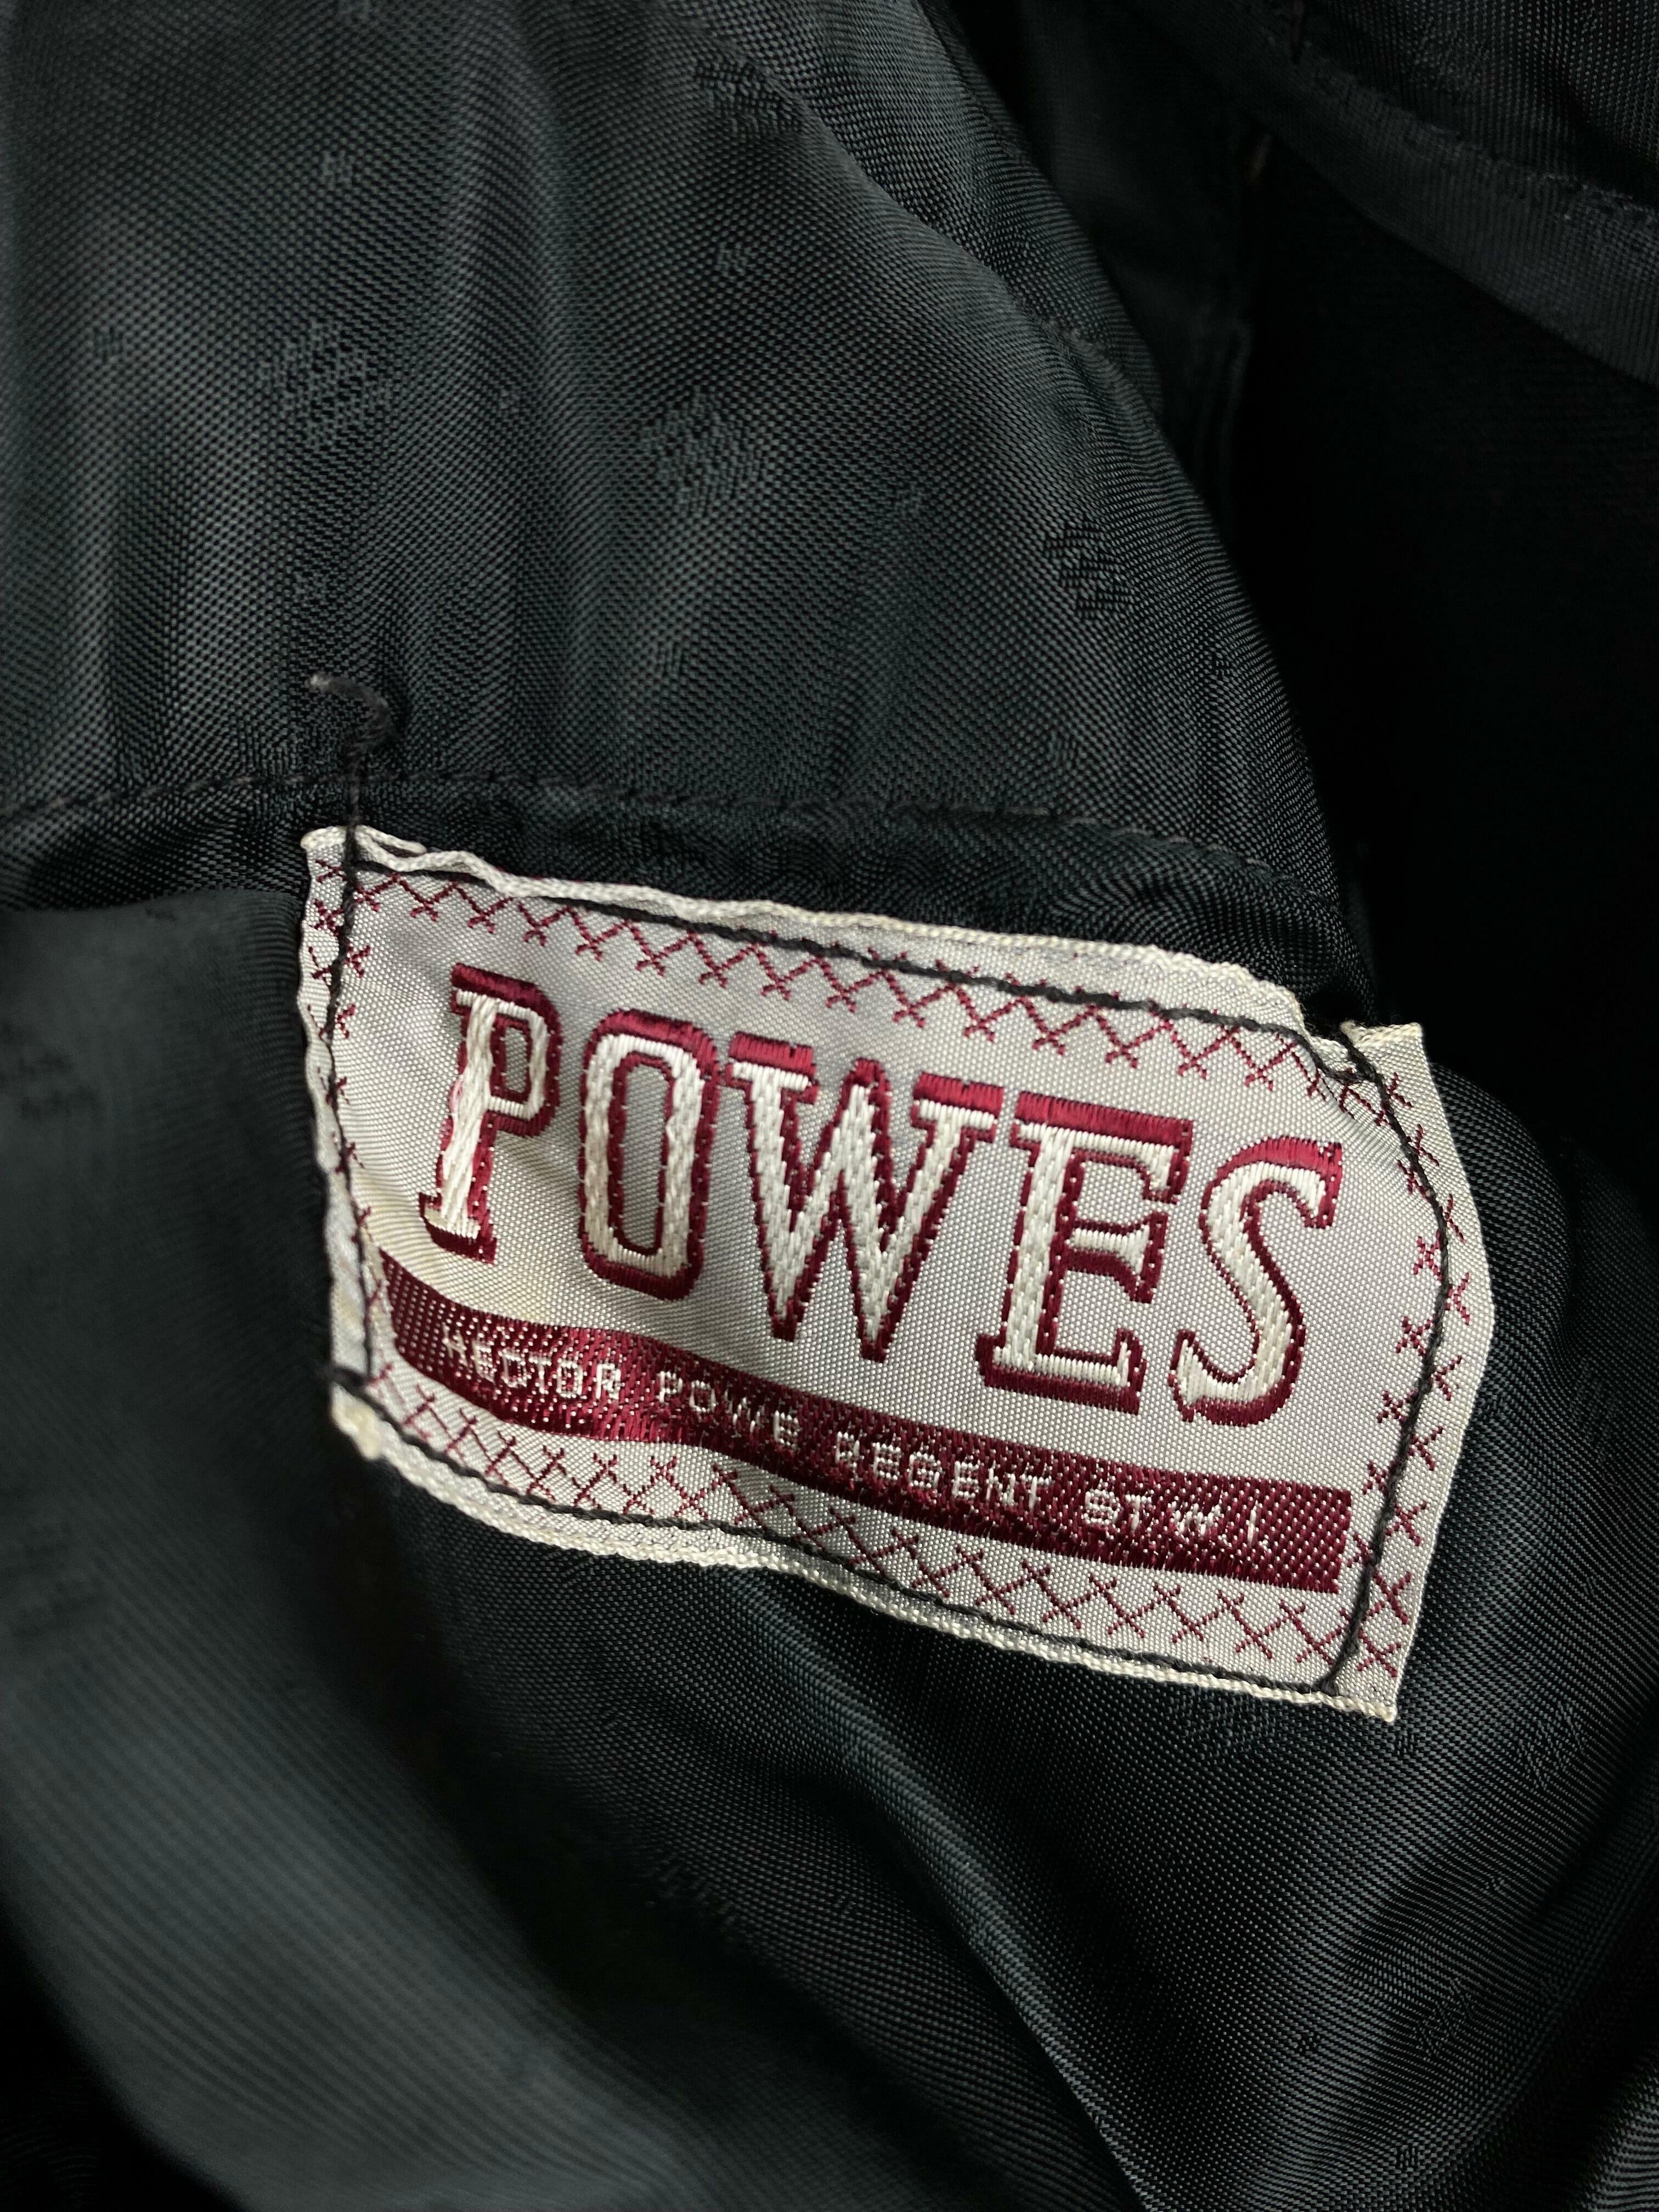 POWES
HECTOR POWE REGENT ST. W.1.